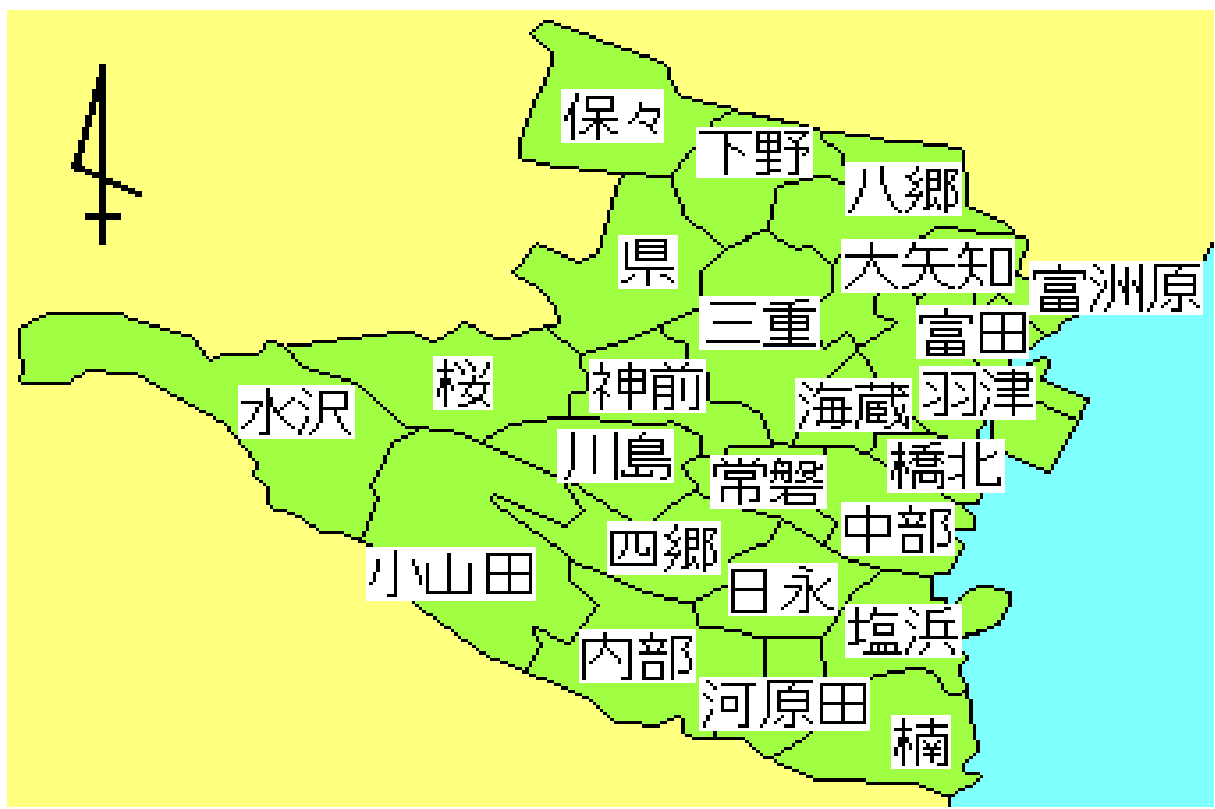 保々
下野
八郷
県
大矢知
富洲原
三重
富田
桜
神前
海蔵
羽津
水沢
川島
常磐
橋北
四郷
中部
小山田
日永
塩浜
内部
河原田
楠